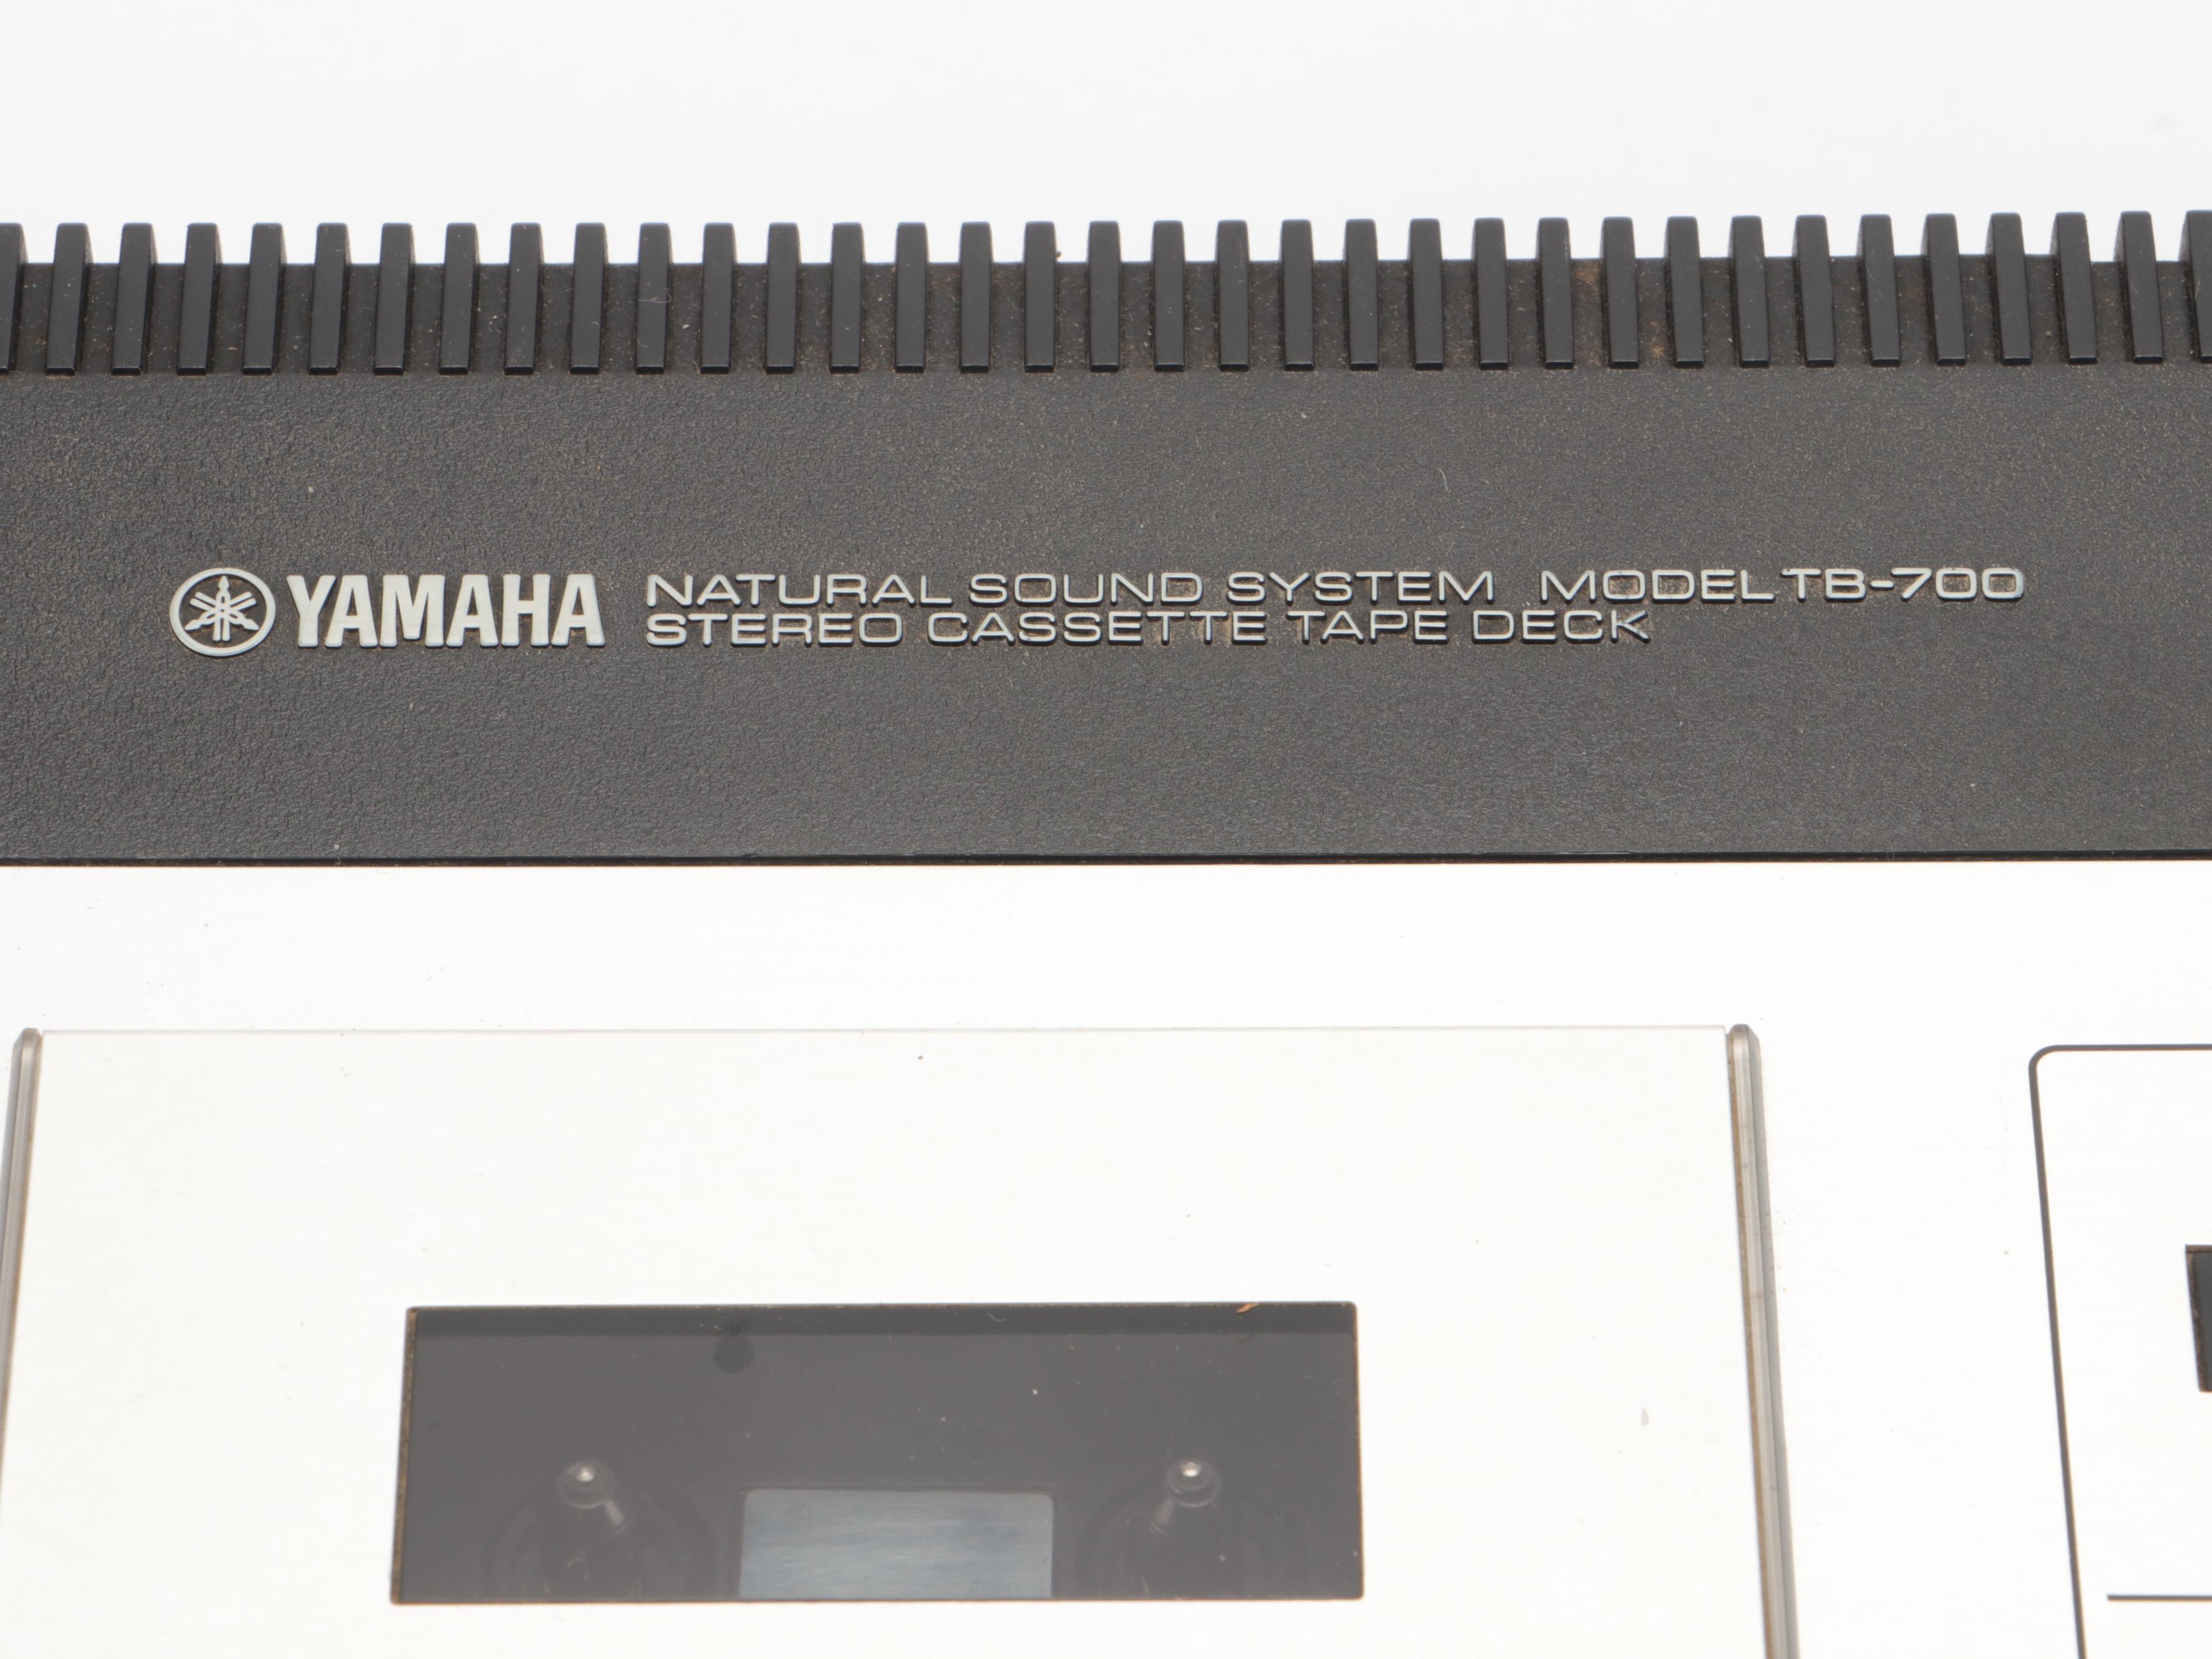 YAMAHA NATURAL SOUND SYSTEM MODEL TB-700
STEREO CASSETTE TAPE DECK